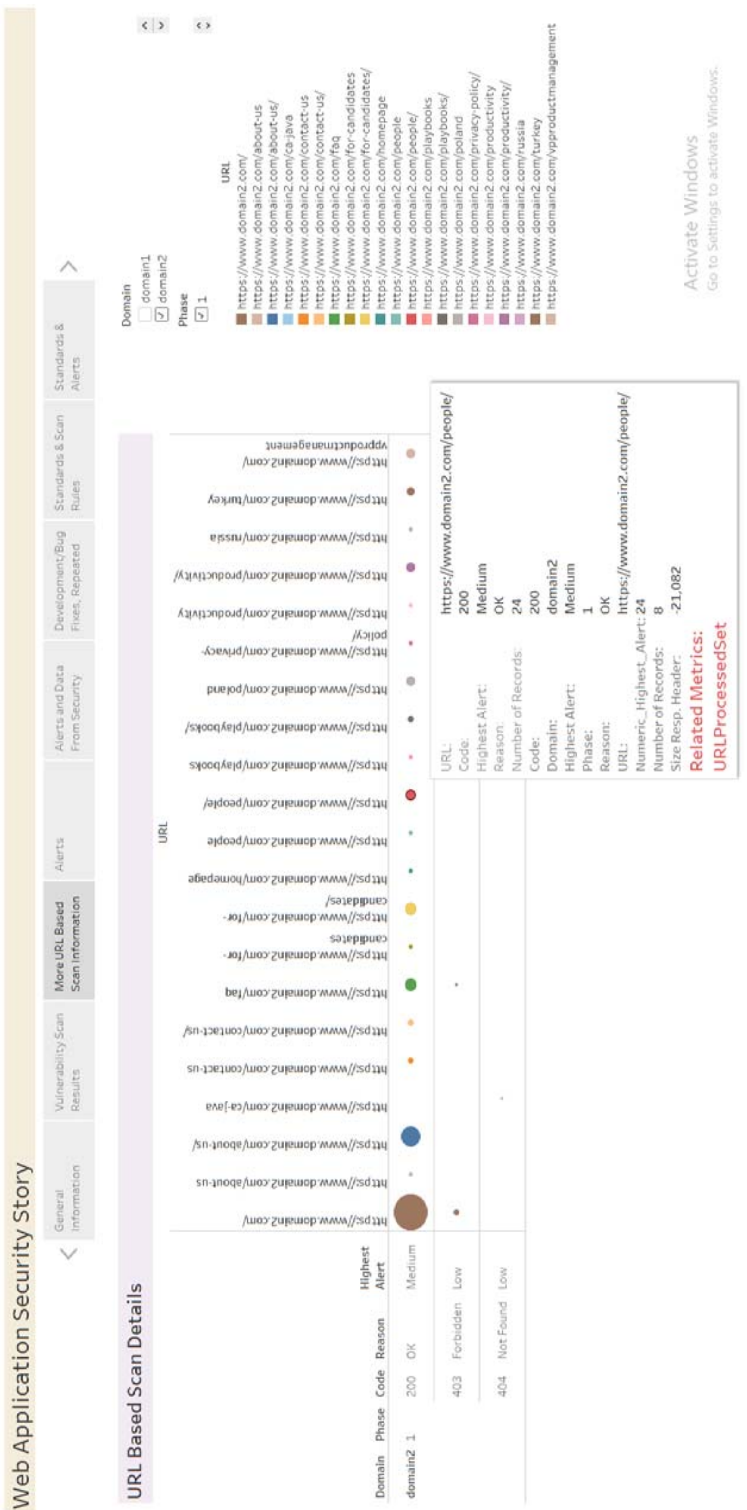 Web Application Security Story
General
Information
Vulnerability Scan
Results
More URL Based
Scan Information
Alerts
Alerts and Data
From Security
Development/Bug
Fixes, Repeated
Standards & Scan
Rules
Standards &
Alerts
URL Based Scan Details
URL
Domain Phase Code Reason Highest
Alert
https://www.domain2.com/
https://www.domain2.com/about-us
https://www.domain2.com/about-us/
https://www.domain2.com/ca-java
https://www.domain2.com/contact-us
https://www.domain2.com/contact-us/
https://www.domain2.com/faq
https://www.domain2.com/for-
candidates
https://www.domain2.com/for-
candidates/
https://www.domain2.com/homepage
https://www.domain2.com/people
https://www.domain2.com/people/
https://www.domain2.com/playbooks
https://www.domain2.com/playbooks/
https://www.domain2.com/poland
https://www.domain2.com/privacy-
policy/
https://www.domain2.com/productivity
https://www.domain2.com/productivity/
https://www.domain2.com/russia
https://www.domain2.com/turkey
https://www.domain2.com/
vpproductmanagement
domain2 1 200 OK Medium
403 Forbidden Low
404 Not Found Low
URL: https://www.domain2.com/people/
Code: 200
Highest Alert: Medium
Reason: OK
Number of Records: 24
Code: 200
Domain: domain2
Highest Alert: Medium
Phase: 1
Reason: OK
URL: https://www.domain2.com/people/
Numeric_Highest_Alert: 24
Number of Records: 8
Size Resp. Header: -21,082
Related Metrics:
URLProcessedSet
Domain
domain1
domain2
Phase
1
URL
https://www.domain2.com/
https://www.domain2.com/about-us
https://www.domain2.com/about-us/
https://www.domain2.com/ca-java
https://www.domain2.com/contact-us
https://www.domain2.com/contact-us/
https://www.domain2.com/faq
https://www.domain2.com/for-candidates
https://www.domain2.com/for-candidates/
https://www.domain2.com/homepage
https://www.domain2.com/people
https://www.domain2.com/people/
https://www.domain2.com/playbooks
https://www.domain2.com/playbooks/
https://www.domain2.com/poland
https://www.domain2.com/privacy-policy/
https://www.domain2.com/productivity
https://www.domain2.com/productivity/
https://www.domain2.com/russia
https://www.domain2.com/turkey
https://www.domain2.com/vpproductmanagement
Activate Windows
Go to Settings to activate Windows.